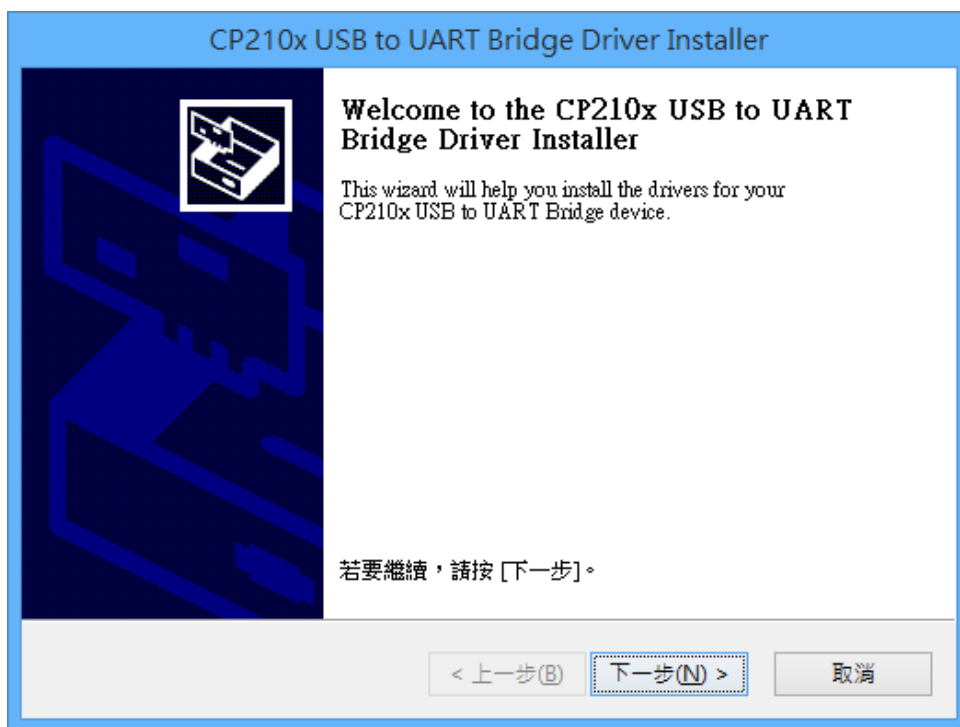 CP210x USB to UART Bridge Driver Installer
Welcome to the CP210x USB to UART
Bridge Driver Installer
This wizard will help you install the drivers for your
CP210x USB to UART Bridge device.
若要繼續，請按 [下一步]。
< 上一步(B) 下一步(N) > 取消